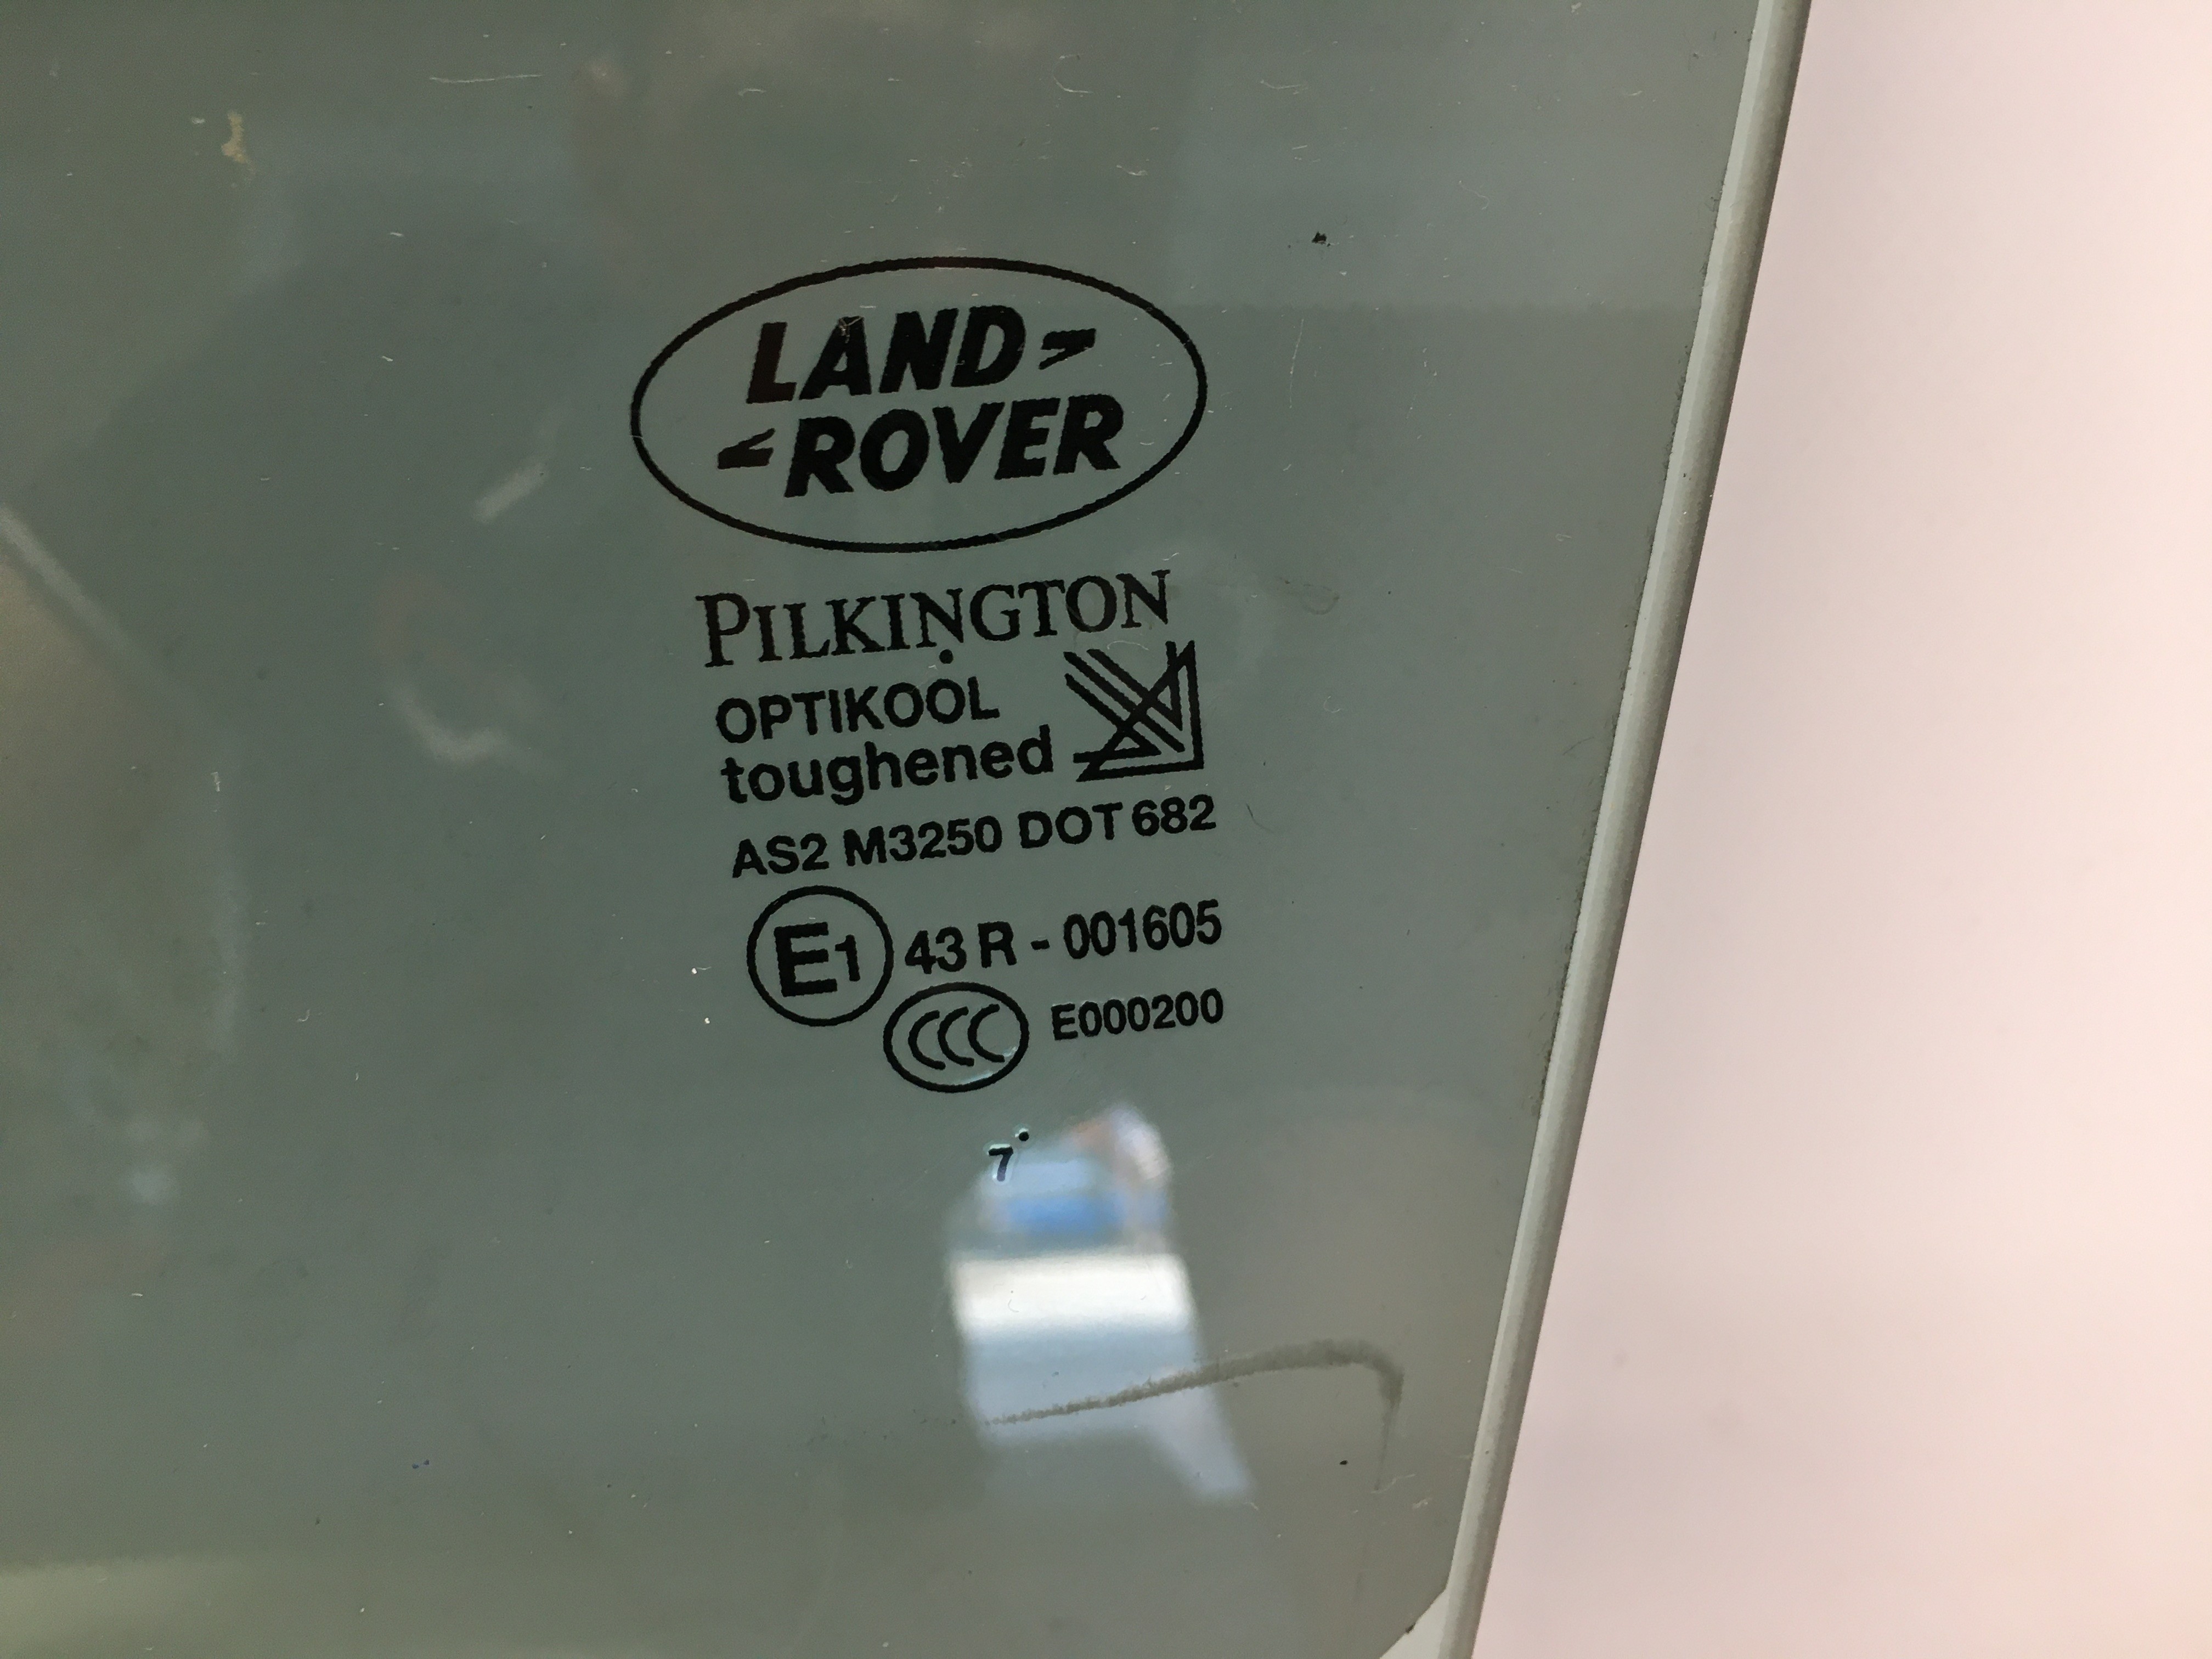 LAND
ROVER
PILKINGTON
OPTIKOOL
toughened
AS2 M3250 DOT 682
E1 43 R - 001605
CCC E000200
7